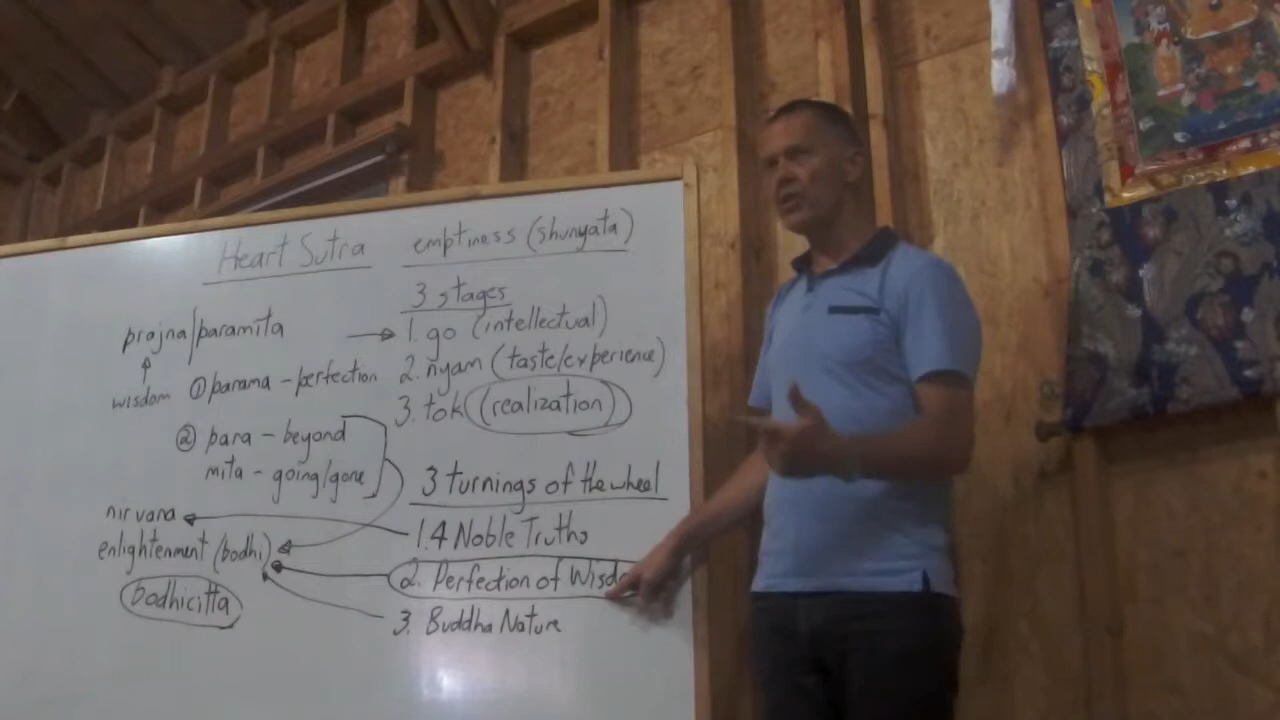 Heart Sutra
prajna/paramita
wisdom
① parama - perfection
② para - beyond
mita - going/gone
nirvana
enlightenment (bodhi)
bodhicitta
emptiness (shunyata)
3 stages
1. go (intellectual)
2. nyam (taste/experience)
3. tok (realization)
3 turnings of the wheel
1. 4 Noble Truths
2. Perfection of
3. Buddha Nature